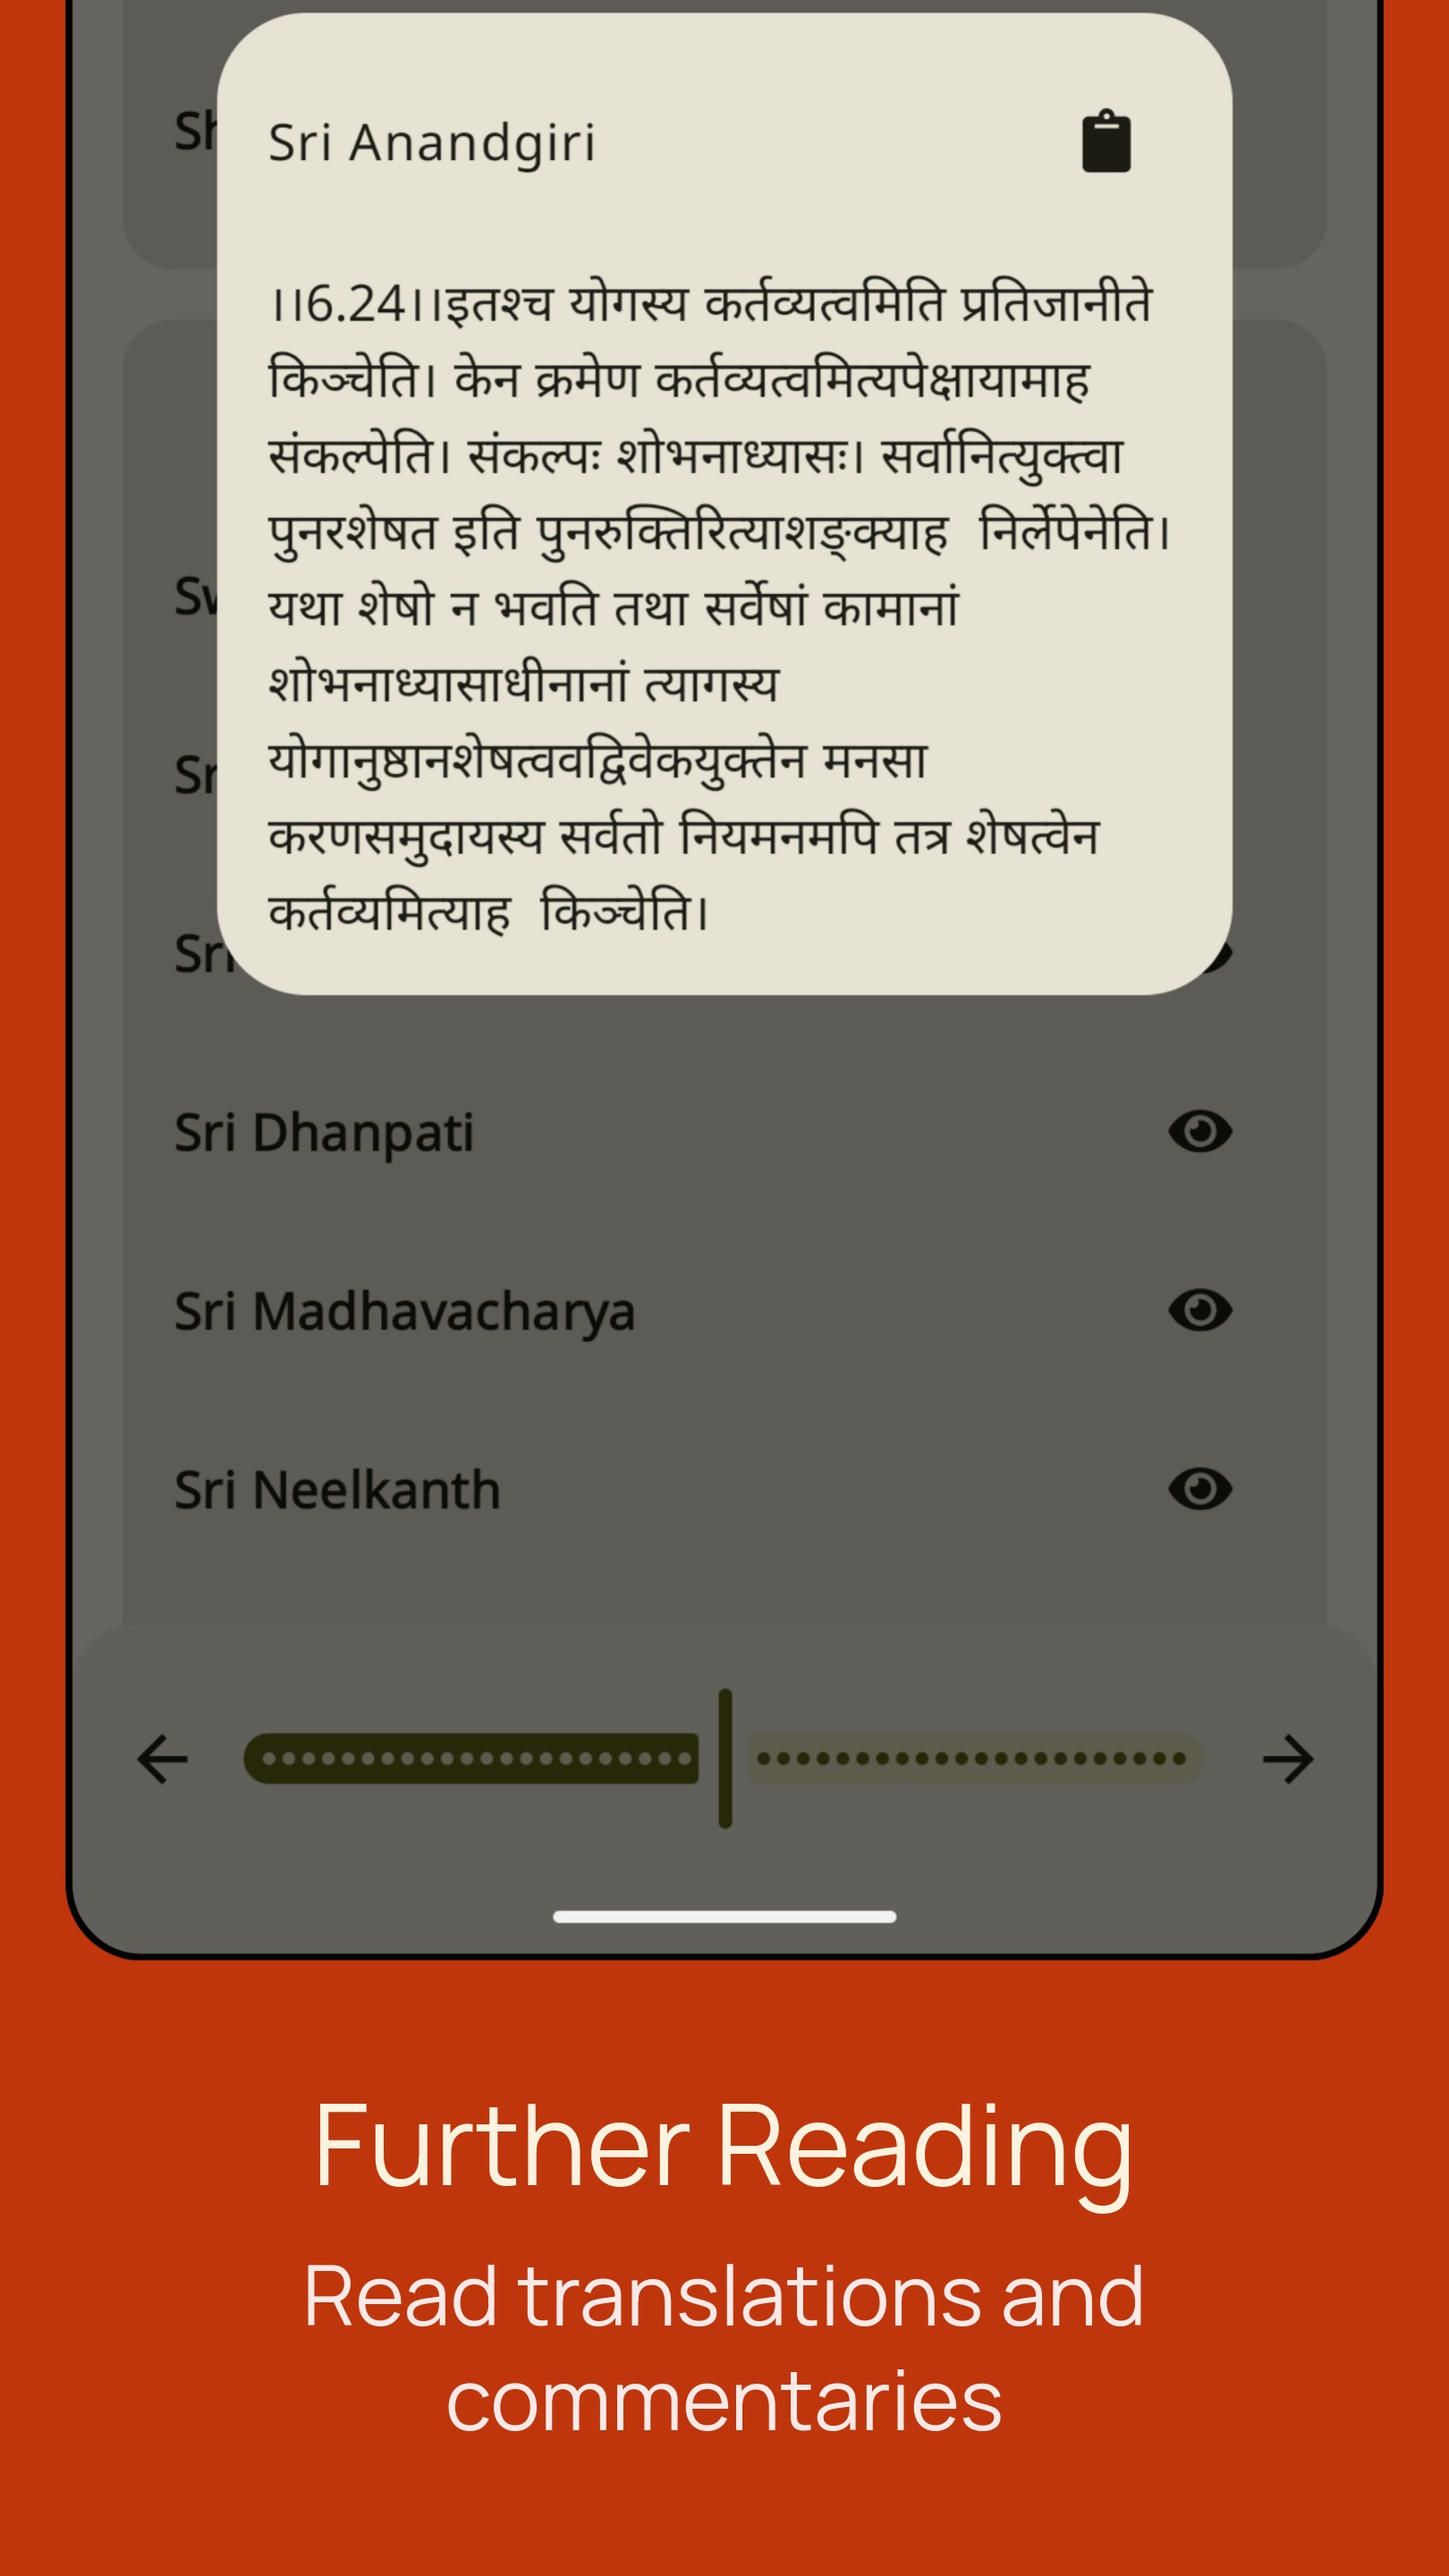 Sri Anandgiri
।।6.24।।इतश्च योगस्य कर्तव्यत्वमिति प्रतिजानीते
किञ्चेति। केन क्रमेण कर्तव्यत्वमित्यपेक्षायामाह
संकल्पेति। संकल्पः शोभनाध्यासः। सर्वानित्युक्त्वा
पुनरशेषत इति पुनरुक्तिरित्याशङ्क्याह  निर्लेपेनेति।
यथा शेषो न भवति तथा सर्वेषां कामानां
शोभनाध्यासाधीनानां त्यागस्य
योगानुष्ठानशेषत्ववद्विवेकयुक्तेन मनसा
करणसमुदायस्य सर्वतो नियमनमपि तत्र शेषत्वेन
कर्तव्यमित्याह  किञ्चेति।
Sri
Sri Dhanpati
Sri Madhavacharya
Sri Neelkanth
Further Reading
Read translations and
commentaries